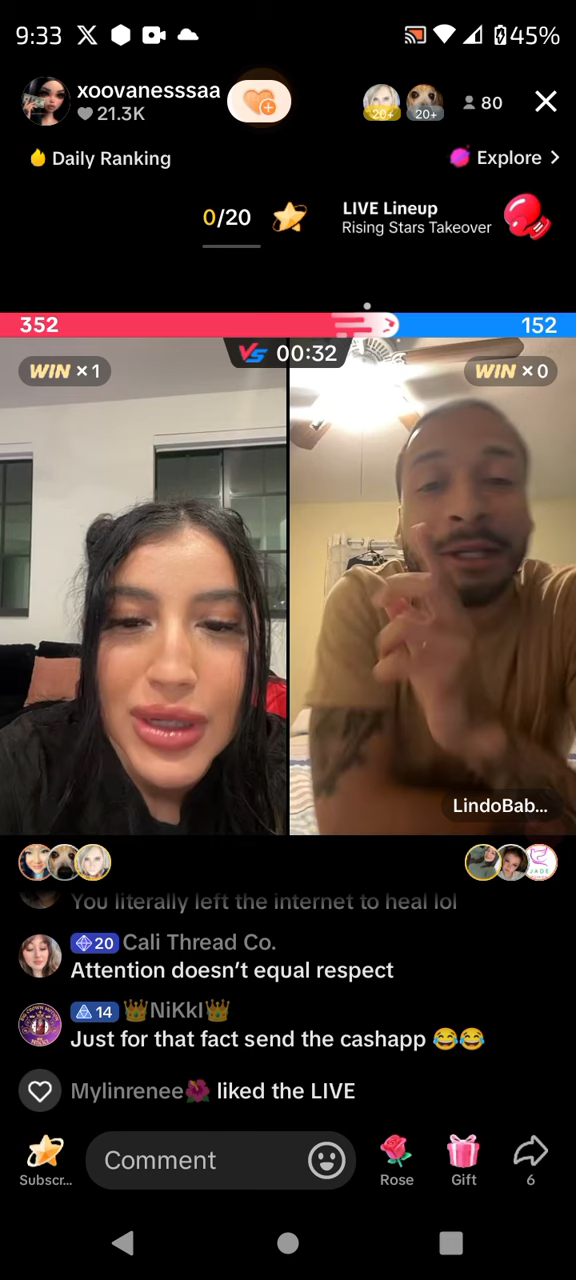 9:33
45%
xoovanesssaa
21.3K
20+
20+
80
Daily Ranking
Explore >
0/20
LIVE Lineup
Rising Stars Takeover
352
152
VS 00:32
WIN ×1
WIN ×0
LindoBab...
JADE
You literally left the internet to heal lol
20 Cali Thread Co.
Attention doesn’t equal respect
14 👑NiKkI👑
Just for that fact send the cashapp 😂😂
Mylinrenee🌺 liked the LIVE
Comment
Subscr...
Rose
Gift
6